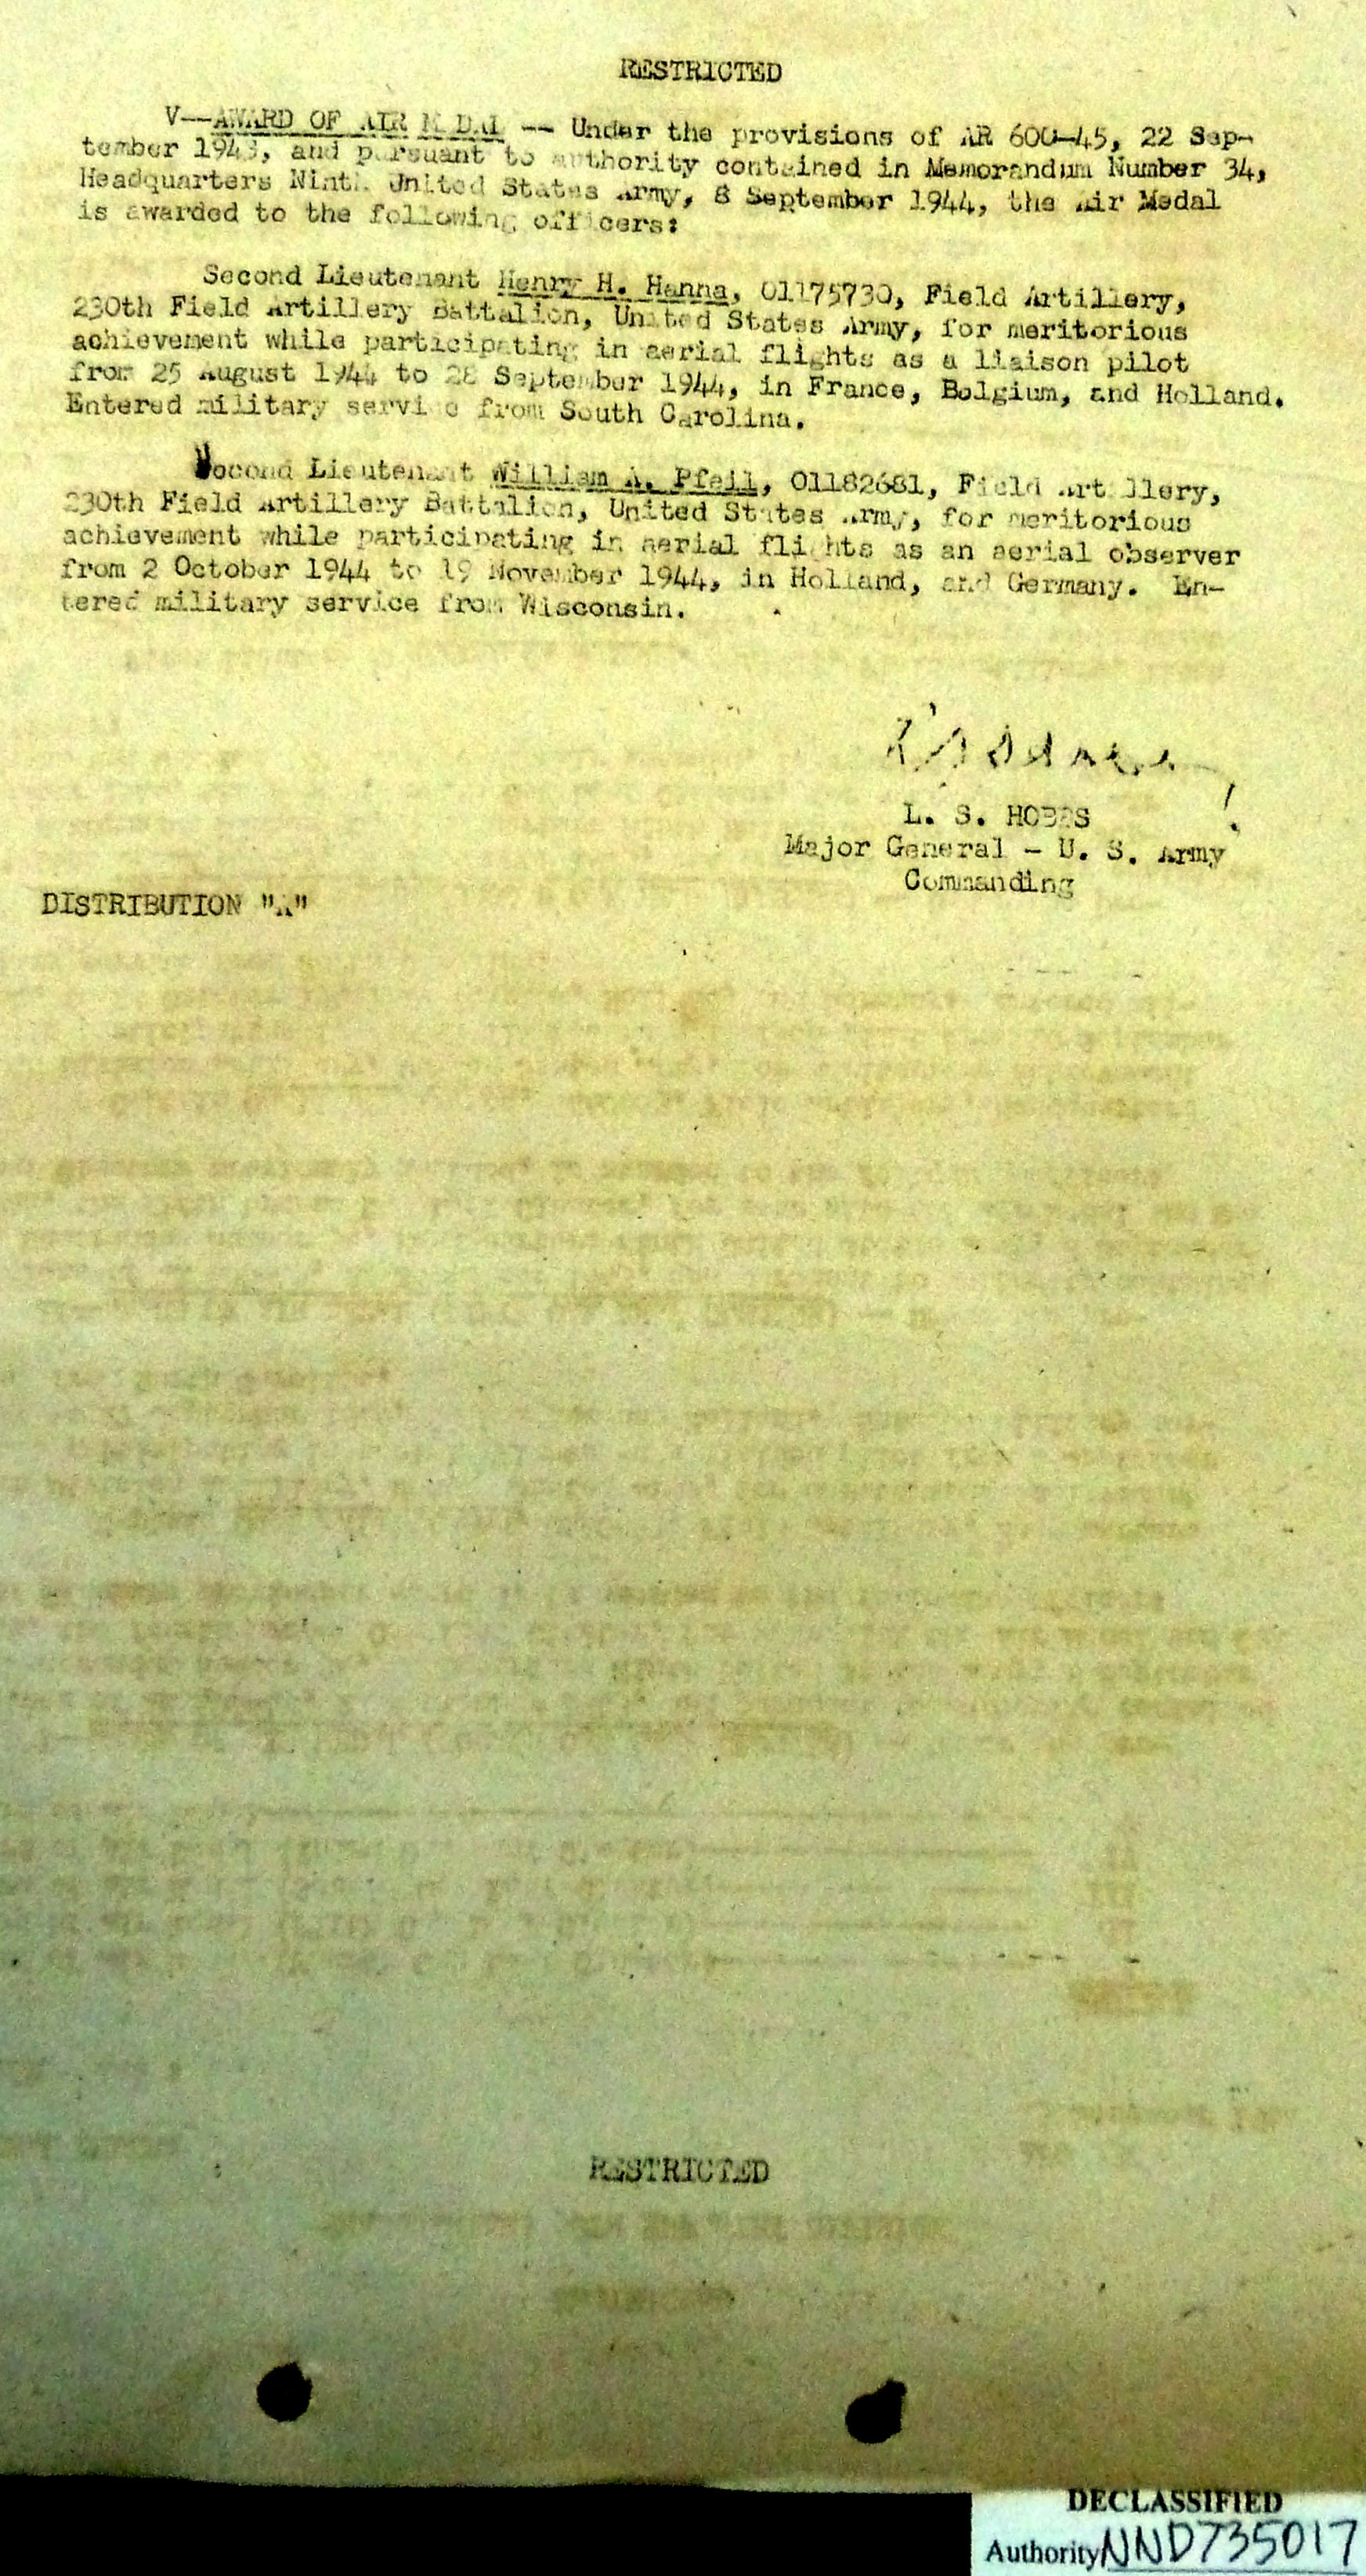 RESTRICTED
V--AWARD OF AIR MEDAL -- Under the provisions of AR 600-45, 22 Sep-
tember 1943, and pursuant to authority contained in Memorandum Number 34,
Headquarters Ninth United States Army, 8 September 1944, the Air Medal
is awarded to the following officers:
Second Lieutenant Henry H. Hanna, 01175730, Field Artillery,
230th Field Artillery Battalion, United States Army, for meritorious
achievement while participating in aerial flights as a liaison pilot
from 25 August 1944 to 28 September 1944, in France, Belgium, and Holland.
Entered military service from South Carolina.
Second Lieutenant William A. Pfeil, 01182681, Field Artillery,
230th Field Artillery Battalion, United States Army, for meritorious
achievement while participating in aerial flights as an aerial observer
from 2 October 1944 to 19 November 1944, in Holland, and Germany. En-
tered military service from Wisconsin.
L. S. HOBBS
Major General - U. S. Army
Commanding
DISTRIBUTION "A"
RESTRICTED
DECLASSIFIED
Authority NND735017